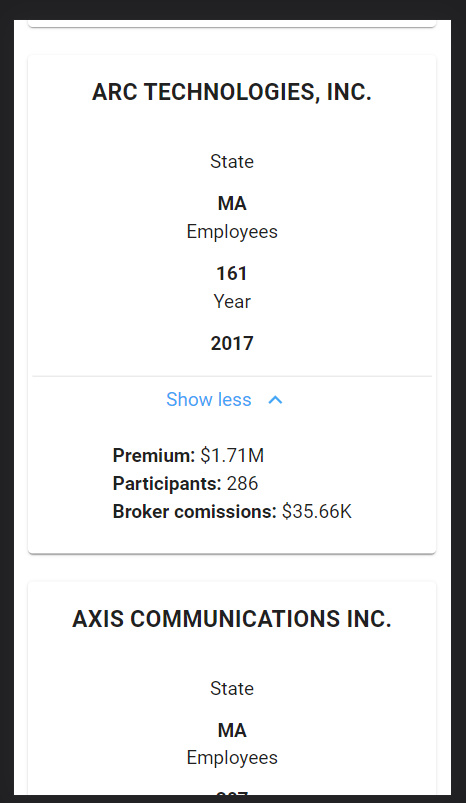 ARC TECHNOLOGIES, INC.
State
MA
Employees
161
Year
2017
Show less
Premium: $1.71M
Participants: 286
Broker comissions: $35.66K
AXIS COMMUNICATIONS INC.
State
MA
Employees